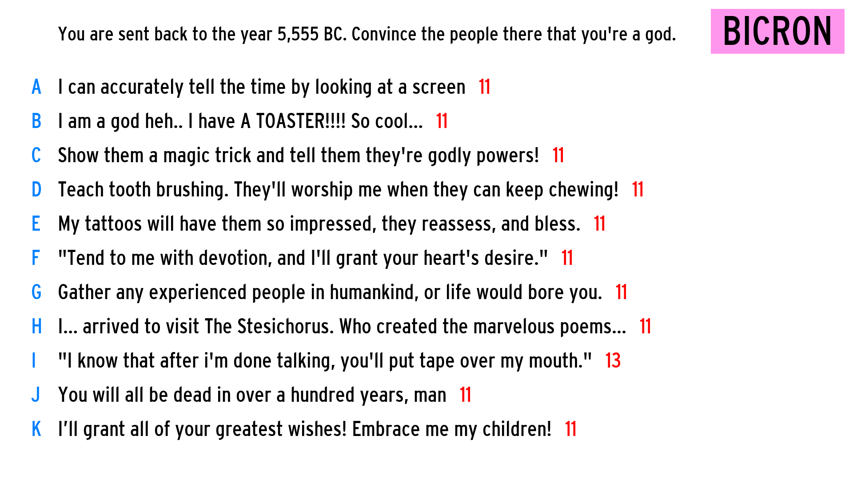 You are sent back to the year 5,555 BC. Convince the people there that you're a god.
BICRON
A I can accurately tell the time by looking at a screen 11
B I am a god heh.. I have A TOASTER!!!! So cool... 11
C Show them a magic trick and tell them they're godly powers! 11
D Teach tooth brushing. They'll worship me when they can keep chewing! 11
E My tattoos will have them so impressed, they reassess, and bless. 11
F "Tend to me with devotion, and I'll grant your heart's desire." 11
G Gather any experienced people in humankind, or life would bore you. 11
H I... arrived to visit The Stesichorus. Who created the marvelous poems... 11
I "I know that after i'm done talking, you'll put tape over my mouth." 13
J You will all be dead in over a hundred years, man 11
K I’ll grant all of your greatest wishes! Embrace me my children! 11